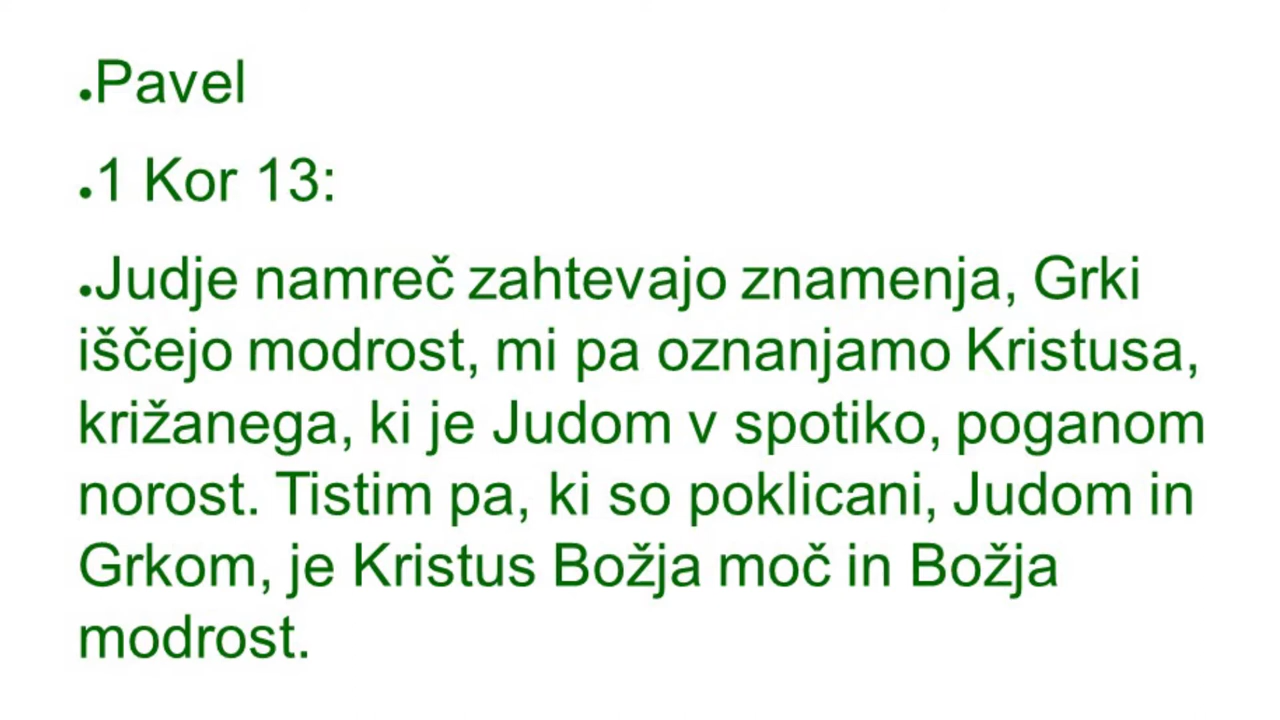 ●Pavel
●1 Kor 13:
●Judje namreč zahtevajo znamenja, Grki
iščejo modrost, mi pa oznanjamo Kristusa,
križanega, ki je Judom v spotiko, poganom
norost. Tistim pa, ki so poklicani, Judom in
Grkom, je Kristus Božja moč in Božja
modrost.